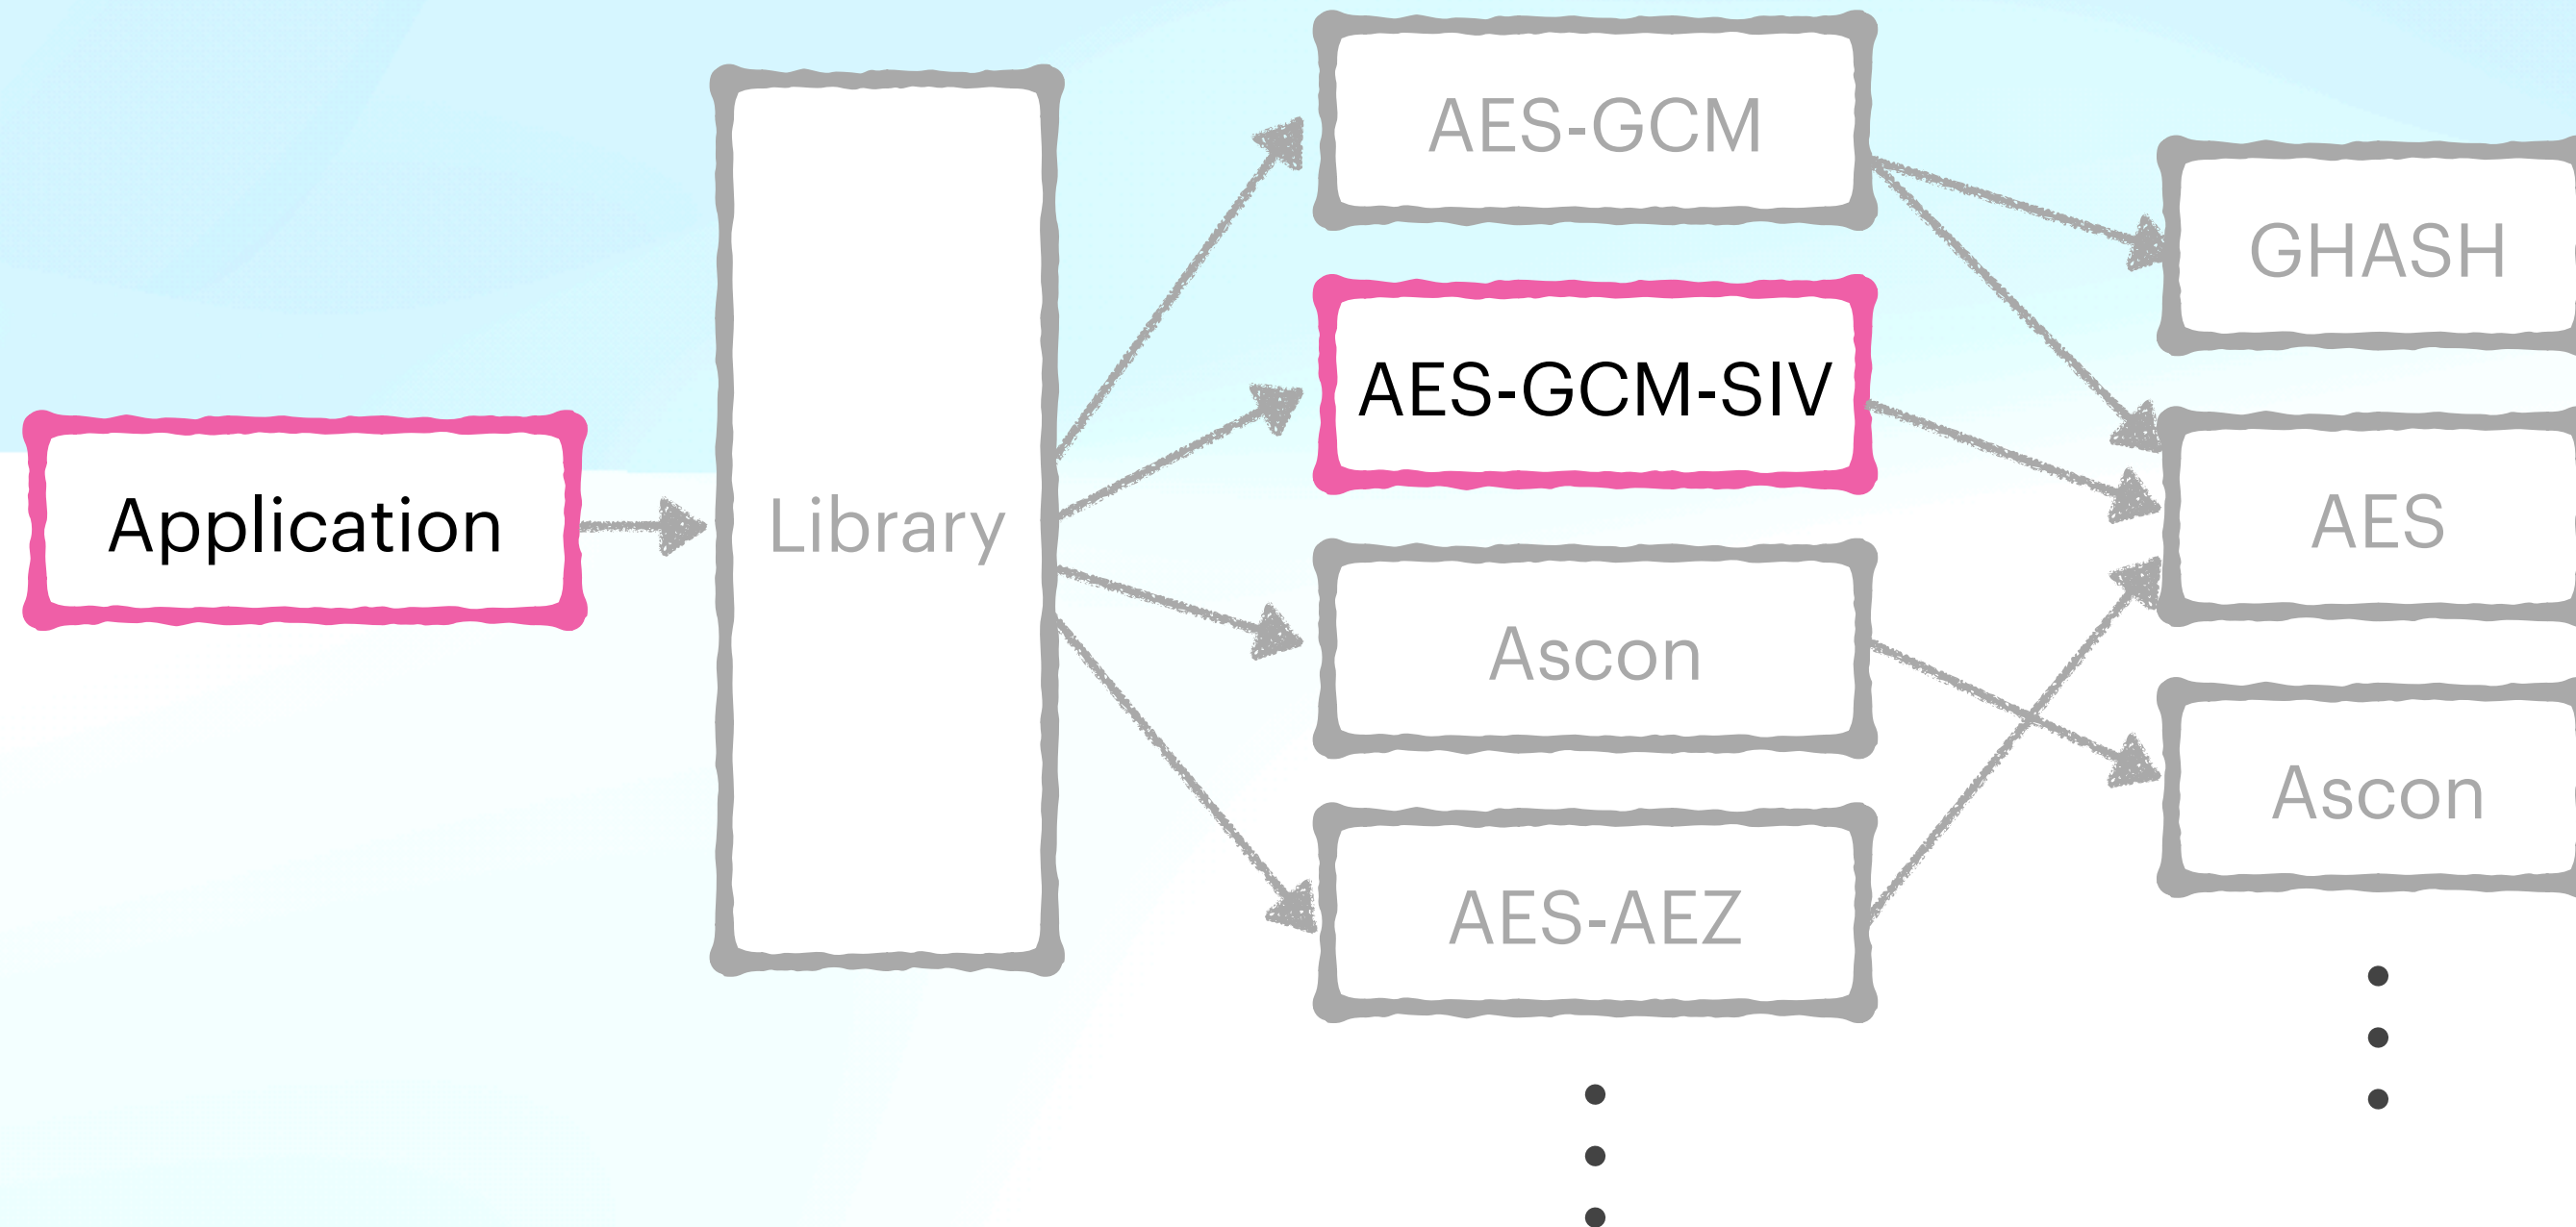 Application
Library
AES-GCM
AES-GCM-SIV
Ascon
AES-AEZ
GHASH
AES
Ascon